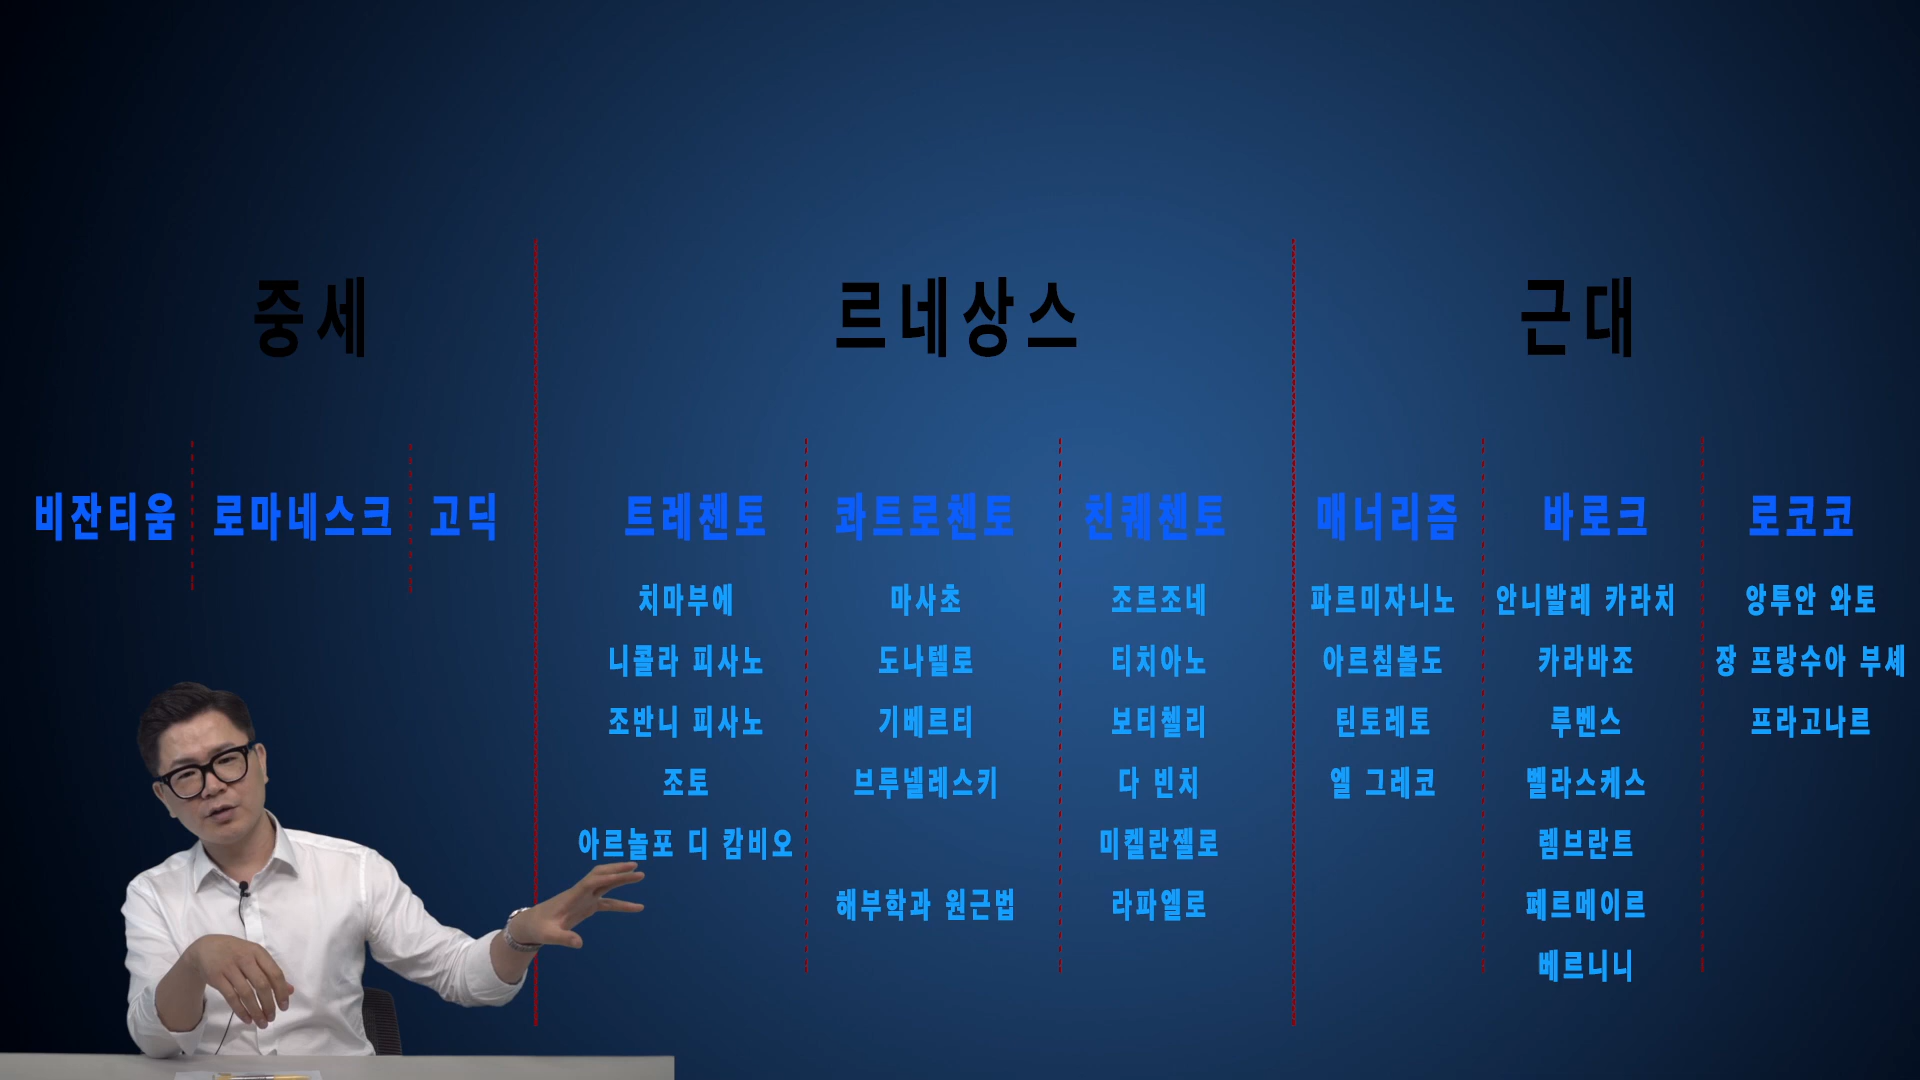 중세
르네상스
근대
비잔티움
로마네스크
고딕
트레첸토
콰트로첸토
친퀘첸토
매너리즘
바로크
로코코
치마부에
니콜라 피사노
조반니 피사노
조토
아르놀포 디 캄비오
마사초
도나텔로
기베르티
브루넬레스키
해부학과 원근법
조르조네
티치아노
보티첼리
다 빈치
미켈란젤로
라파엘로
파르미자니노
아르침볼도
틴토레토
엘 그레코
안니발레 카라치
카라바조
루벤스
벨라스케스
렘브란트
페르메이르
베르니니
앙투안 와토
장 프랑수아 부셰
프라고나르